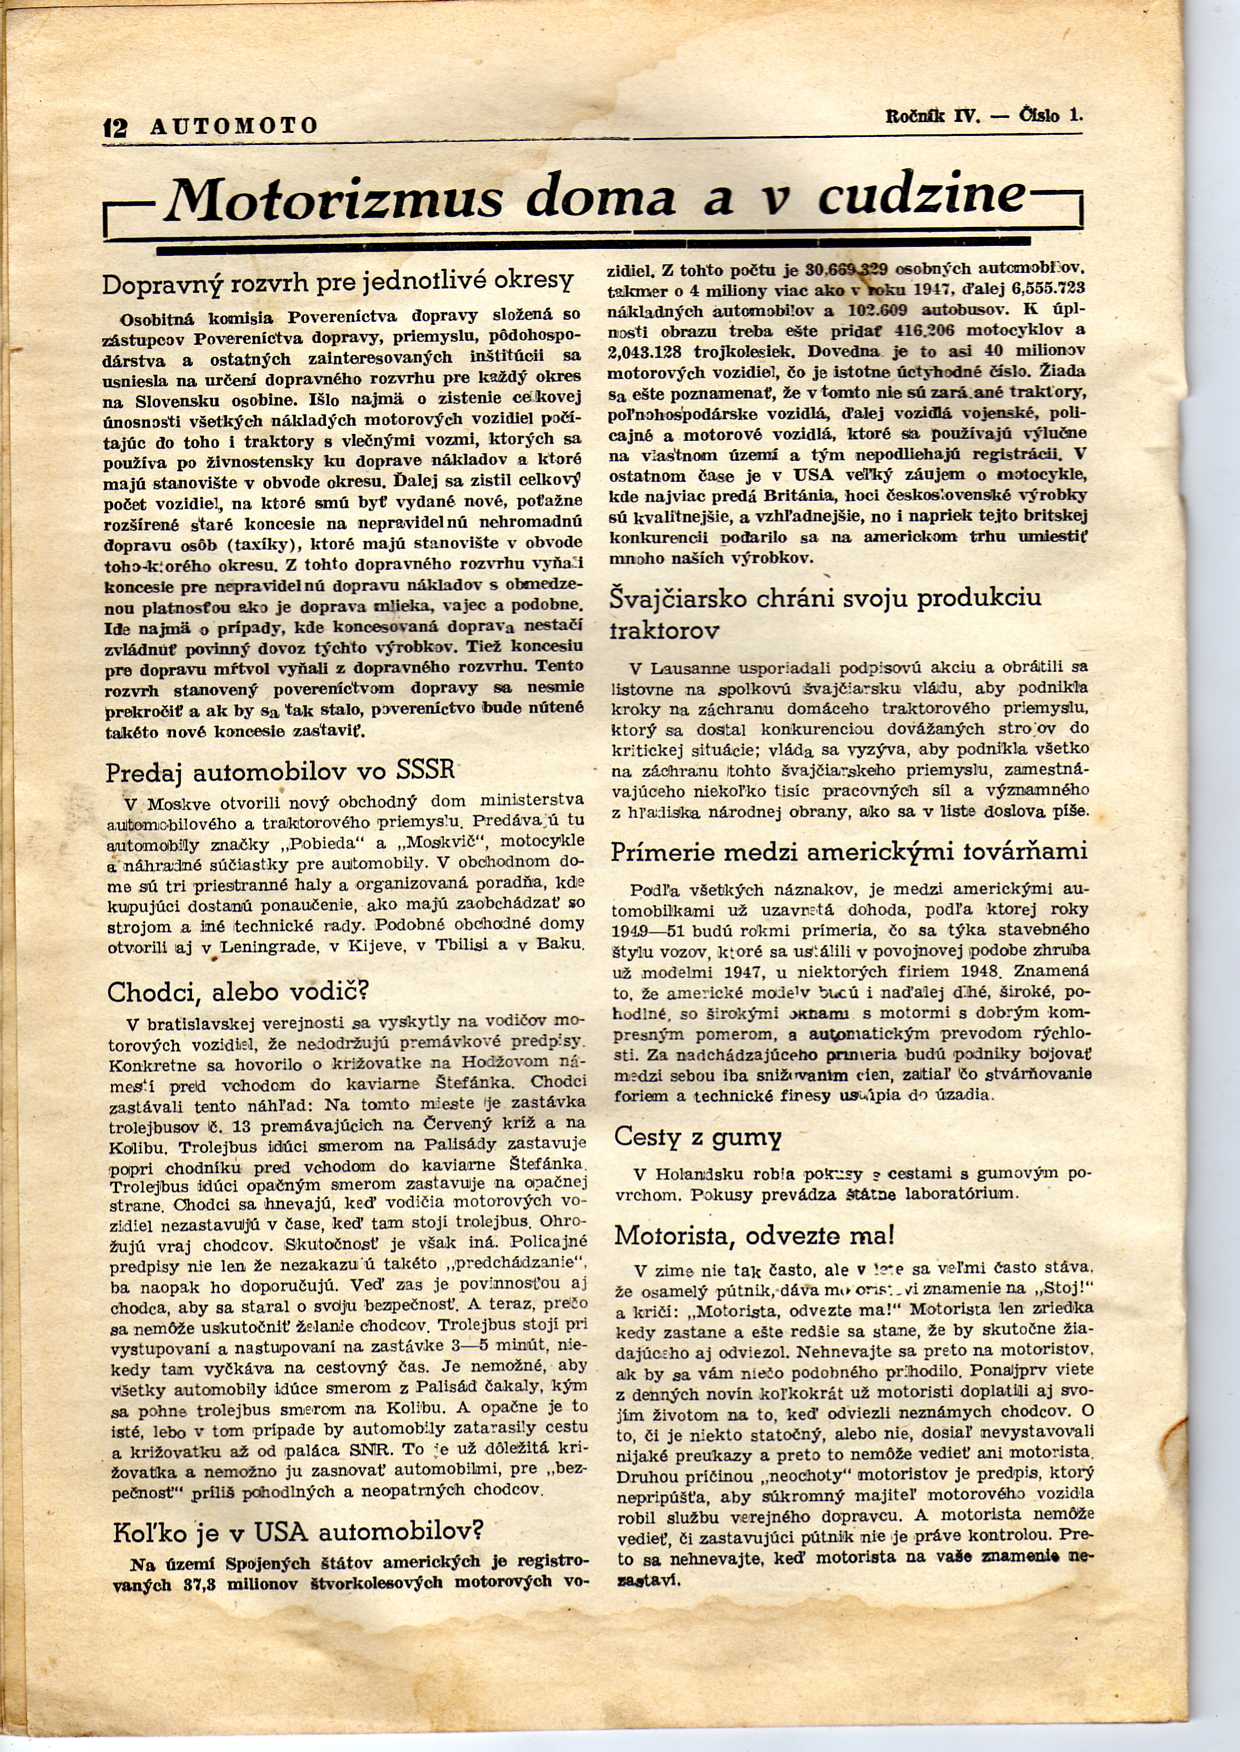 12 AUTOMOTO
Ročník IV. — Číslo 1.
Motorizmus doma a v cudzine
Dopravný rozvrh pre jednotlivé okresy
Osobitná komisia Povereníctva dopravy složená so
zástupcov Povereníctva dopravy, priemyslu, pôdohospo-
dárstva a ostatných zainteresovaných inštitúcii sa
usniesla na určení dopravného rozvrhu pre každý okres
na Slovensku osobine. Išlo najmä o zistenie celkovej
únosnosti všetkých nákladých motorových vozidiel počí-
tajúc do toho i traktory s vlečnými vozmi, ktorých sa
používa po živnostensky ku doprave nákladov a ktoré
majú stanovište v obvode okresu. Ďalej sa zistil celkový
počet vozidiel, na ktoré smú byť vydané nové, poťažne
rozšírené staré koncesie na nepravidelnú nehromadnú
dopravu osôb (taxíky), ktoré majú stanovište v obvode
toho-ktorého okresu. Z tohto dopravného rozvrhu vyňali
koncesie pre nepravidelnú dopravu nákladov s obmedze-
nou platnosťou ako je doprava mlieka, vajec a podobne.
Ide najmä o prípady, kde koncesovaná doprava nestačí
zvládnúť povinný dovoz týchto výrobkov. Tiež koncesiu
pre dopravu mŕtvol vyňali z dopravného rozvrhu. Tento
rozvrh stanovený povereníctvom dopravy sa nesmie
prekročiť a ak by sa tak stalo, povereníctvo bude nútené
takéto nové koncesie zastaviť.
Predaj automobilov vo SSSR
V Moskve otvorili nový obchodný dom ministerstva
automobilového a traktorového priemyslu. Predávajú tu
automobily značky „Pobieda“ a „Moskvič“, motocykle
a náhradné súčiastky pre automobily. V obchodnom do-
me sú tri priestranné haly a organizovaná poradňa, kde
kupujúci dostanú ponaučenie, ako majú zaobchádzať so
strojom a iné technické rady. Podobné obchodné domy
otvorili aj v Leningrade, v Kijeve, v Tbilisi a v Baku.
Chodci, alebo vodič?
V bratislavskej verejnosti sa vyskytly na vodičov mo-
torových vozidiel, že nedodržujú premávkové predpisy.
Konkretne sa hovorilo o križovatke na Hodžovom ná-
mestí pred vchodom do kaviarne Štefánka. Chodci
zastávali tento náhľad: Na tomto mieste je zastávka
trolejbusov č. 13 premávajúcich na Červený kríž a na
Kolibu. Trolejbus idúci smerom na Palisády zastavuje
popri chodníku pred vchodom do kaviarne Štefánka.
Trolejbus idúci opačným smerom zastavuje na opačnej
strane. Chodci sa hnevajú, keď vodičia motorových vo-
zidiel nezastavujú v čase, keď tam stojí trolejbus. Ohro-
žujú vraj chodcov. Skutočnosť je však iná. Policajné
predpisy nie len že nezakazujú takéto „predchádzanie“,
ba naopak ho doporučujú. Veď zas je povinnosťou aj
chodca, aby sa staral o svoju bezpečnosť. A teraz, prečo
sa nemôže uskutočniť želanie chodcov. Trolejbus stojí pri
vystupovaní a nastupovaní na zastávke 3—5 minút, nie-
kedy tam vyčkáva na cestovný čas. Je nemožné, aby
všetky automobily idúce smerom z Palisád čakaly, kým
sa pohne trolejbus smerom na Kolibu. A opačne je to
isté, lebo v tom prípade by automobily zatarasily cestu
a križovatku až od paláca SNR. To je už dôležitá kri-
žovatka a nemožno ju zasnovať automobilmi, pre „bez-
pečnosť“ príliš pohodlných a neopatrných chodcov.
Koľko je v USA automobilov?
Na území Spojených štátov amerických je registro-
vaných 37,3 milionov štvorkolesových motorových vo-
zidiel. Z tohto počtu je 30,669.329 osobných automobilov,
takmer o 4 miliony viac ako v roku 1947, ďalej 6,555.723
nákladných automobilov a 102.609 autobusov. K úpl-
nosti obrazu treba ešte pridať 416.206 motocyklov a
2,043.128 trojkolesiek. Dovedna je to asi 40 milionov
motorových vozidiel, čo je istotne úctyhodné číslo. Žiada
sa ešte poznamenať, že v tomto nie sú zarátané traktory,
poľnohospodárske vozidlá, ďalej vozidlá vojenské, poli-
cajné a motorové vozidlá, ktoré sa používajú výlučne
na vlastnom území a tým nepodliehajú registrácii. V
ostatnom čase je v USA veľký záujem o motocykle,
kde najviac predá Británia, hoci československé výrobky
sú kvalitnejšie, a vzhľadnejšie, no i napriek tejto britskej
konkurencii podarilo sa na americkom trhu umiestiť
mnoho našich výrobkov.
Švajčiarsko chráni svoju produkciu
traktorov
V Lausanne usporiadali podpisovú akciu a obrátili sa
listovne na spolkovú švajčiarsku vládu, aby podnikla
kroky na záchranu domáceho traktorového priemyslu,
ktorý sa dostal konkurenciou dovážaných strojov do
kritickej situácie; vláda sa vyzýva, aby podnikla všetko
na záchranu tohto švajčiarskeho priemyslu, zamestná-
vajúceho niekoľko tisíc pracovných síl a významného
z hľadiska národnej obrany, ako sa v liste doslova píše.
Prímerie medzi americkými továrňami
Podľa všetkých náznakov, je medzi americkými au-
tomobilkami už uzavretá dohoda, podľa ktorej roky
1949—51 budú rokmi prímeria, čo sa týka stavebného
štylu vozov, ktoré sa ustálili v povojnovej podobe zhruba
už modelmi 1947, u niektorých firiem 1948. Znamená
to, že americké modely budú i naďalej dlhé, široké, po-
hodlné, so širokými oknami s motormi s dobrým kom-
presným pomerom, a automatickým prevodom rýchlo-
sti. Za nadchádzajúceho prímeria budú podniky bojovať
medzi sebou iba snižovaním cien, zatiaľ čo stvárňovanie
foriem a technické finesy ustúpia do úzadia.
Cesty z gumy
V Holandsku robia pokusy s cestami s gumovým po-
vrchom. Pokusy prevádza štátne laboratórium.
Motorista, odvezte ma!
V zime nie tak často, ale v lete sa veľmi často stáva,
že osamelý pútnik, dáva motoristovi znamenie na „Stoj!“
a kričí: „Motorista, odvezte ma!“ Motorista len zriedka
kedy zastane a ešte redšie sa stane, že by skutočne žia-
dajúceho aj odviezol. Nehnevajte sa preto na motoristov,
ak by sa vám niečo podobného prihodilo. Ponajprv viete
z denných novín koľkokrát už motoristi doplatili aj svo-
jím životom na to, keď odviezli neznámych chodcov. O
to, či je niekto statočný, alebo nie, dosiaľ nevystavovali
nijaké preukazy a preto to nemôže vedieť ani motorista.
Druhou príčinou „neochoty“ motoristov je predpis, ktorý
nepripúšťa, aby súkromný majiteľ motorového vozidla
robil službu verejného dopravcu. A motorista nemôže
vedieť, či zastavujúci pútnik nie je práve kontrolou. Pre-
to sa nehnevajte, keď motorista na vaše znamenie ne-
zastaví.